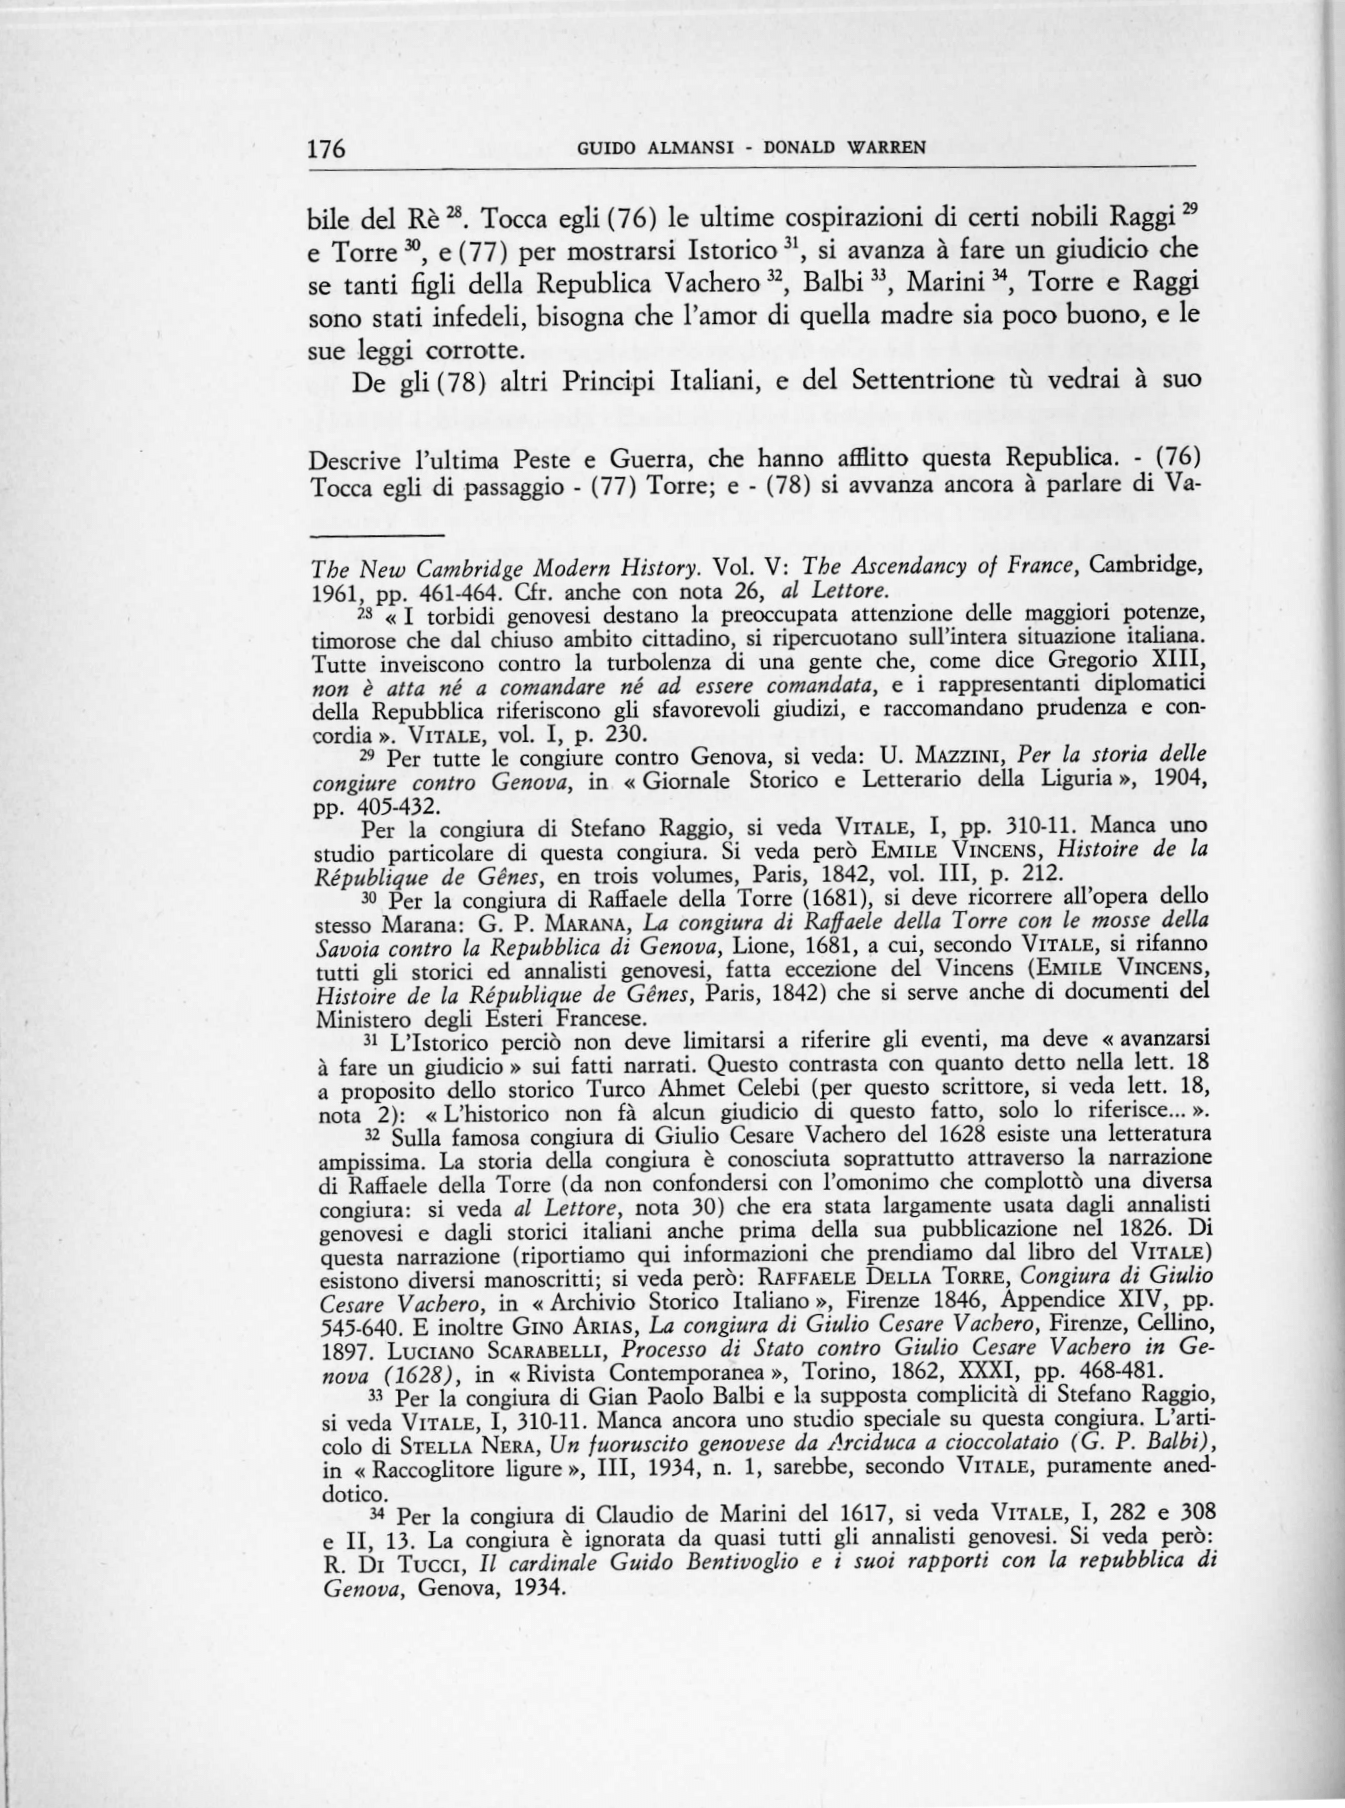 176
GUIDO ALMANSI - DONALD WARREN
bile del Rè 28. Tocca egli (76) le ultime cospirazioni di certi nobili Raggi 29
e Torre 30, e (77) per mostrarsi Istorico 31, si avanza à fare un giudicio che
se tanti figli della Republica Vachero 32, Balbi 33, Marini 34, Torre e Raggi
sono stati infedeli, bisogna che l'amor di quella madre sia poco buono, e le
sue leggi corrotte.
De gli (78) altri Principi Italiani, e del Settentrione tù vedrai à suo
Descrive l'ultima Peste e Guerra, che hanno afflitto questa Republica. - (76)
Tocca egli di passaggio - (77) Torre; e - (78) si avvanza ancora à parlare di Va-
The New Cambridge Modern History. Vol. V: The Ascendancy of France, Cambridge,
1961, pp. 461-464. Cfr. anche con nota 26, al Lettore.
28 « I torbidi genovesi destano la preoccupata attenzione delle maggiori potenze,
timorose che dal chiuso ambito cittadino, si ripercuotano sull'intera situazione italiana.
Tutte inveiscono contro la turbolenza di una gente che, come dice Gregorio XIII,
non è atta né a comandare né ad essere comandata, e i rappresentanti diplomatici
della Repubblica riferiscono gli sfavorevoli giudizi, e raccomandano prudenza e con-
cordia ». VITALE, vol. I, p. 230.
29 Per tutte le congiure contro Genova, si veda: U. MAZZINI, Per la storia delle
congiure contro Genova, in « Giornale Storico e Letterario della Liguria », 1904,
pp. 405-432.
Per la congiura di Stefano Raggio, si veda VITALE, I, pp. 310-11. Manca uno
studio particolare di questa congiura. Si veda però EMILE VINCENS, Histoire de la
République de Gênes, en trois volumes, Paris, 1842, vol. III, p. 212.
30 Per la congiura di Raffaele della Torre (1681), si deve ricorrere all'opera dello
stesso Marana: G. P. MARANA, La congiura di Raffaele della Torre con le mosse della
Savoia contro la Repubblica di Genova, Lione, 1681, a cui, secondo VITALE, si rifanno
tutti gli storici ed annalisti genovesi, fatta eccezione del Vincens (EMILE VINCENS,
Histoire de la République de Gênes, Paris, 1842) che si serve anche di documenti del
Ministero degli Esteri Francese.
31 L'Istorico perciò non deve limitarsi a riferire gli eventi, ma deve « avanzarsi
à fare un giudicio » sui fatti narrati. Questo contrasta con quanto detto nella lett. 18
a proposito dello storico Turco Ahmet Celebi (per questo scrittore, si veda lett. 18,
nota 2): « L'historico non fà alcun giudicio di questo fatto, solo lo riferisce... ».
32 Sulla famosa congiura di Giulio Cesare Vachero del 1628 esiste una letteratura
ampissima. La storia della congiura è conosciuta soprattutto attraverso la narrazione
di Raffaele della Torre (da non confondersi con l'omonimo che complottò una diversa
congiura: si veda al Lettore, nota 30) che era stata largamente usata dagli annalisti
genovesi e dagli storici italiani anche prima della sua pubblicazione nel 1826. Di
questa narrazione (riportiamo qui informazioni che prendiamo dal libro del VITALE)
esistono diversi manoscritti; si veda però: RAFFAELE DELLA TORRE, Congiura di Giulio
Cesare Vachero, in « Archivio Storico Italiano », Firenze 1846, Appendice XIV, pp.
545-640. E inoltre GINO ARIAS, La congiura di Giulio Cesare Vachero, Firenze, Cellino,
1897. LUCIANO SCARABELLI, Processo di Stato contro Giulio Cesare Vachero in Ge-
nova (1628), in « Rivista Contemporanea », Torino, 1862, XXXI, pp. 468-481.
33 Per la congiura di Gian Paolo Balbi e la supposta complicità di Stefano Raggio,
si veda VITALE, I, 310-11. Manca ancora uno studio speciale su questa congiura. L'arti-
colo di STELLA NERA, Un fuoruscito genovese da Arciduca a cioccolataio (G. P. Balbi),
in « Raccoglitore ligure », III, 1934, n. 1, sarebbe, secondo VITALE, puramente aned-
dotico.
34 Per la congiura di Claudio de Marini del 1617, si veda VITALE, I, 282 e 308
e II, 13. La congiura è ignorata da quasi tutti gli annalisti genovesi. Si veda però:
R. DI TUCCI, Il cardinale Guido Bentivoglio e i suoi rapporti con la repubblica di
Genova, Genova, 1934.